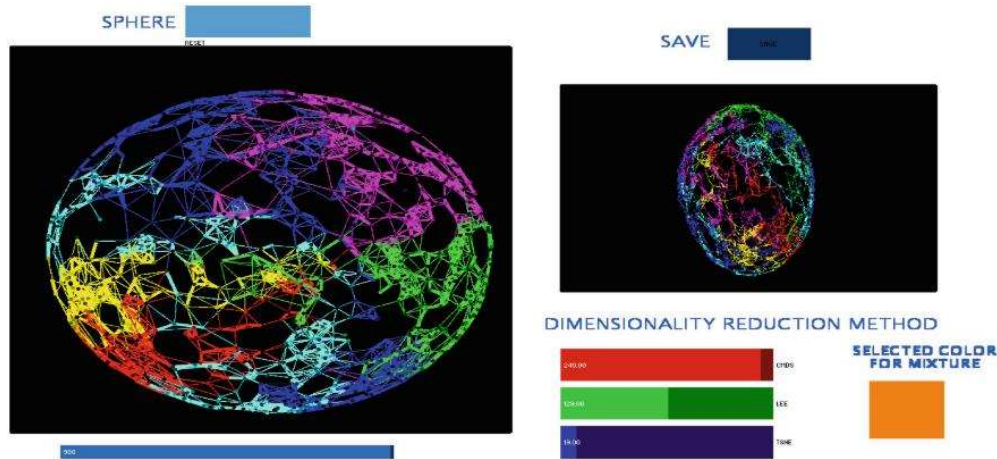 SPHERE
RESET
SAVE
SAVE
DIMENSIONALITY REDUCTION METHOD
SELECTED COLOR
FOR MIXTURE
240.00
CMDS
129.00
LEE
19.00
TSNE
900